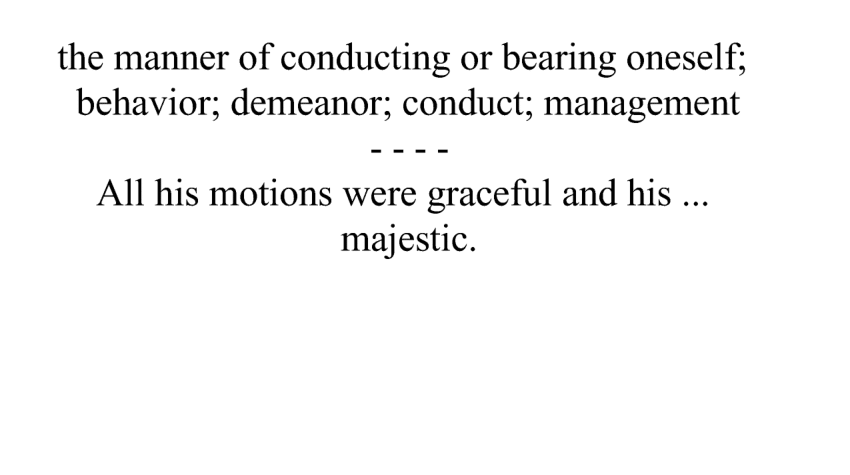 the manner of conducting or bearing oneself;
behavior; demeanor; conduct; management
- - - -
All his motions were graceful and his ...
majestic.